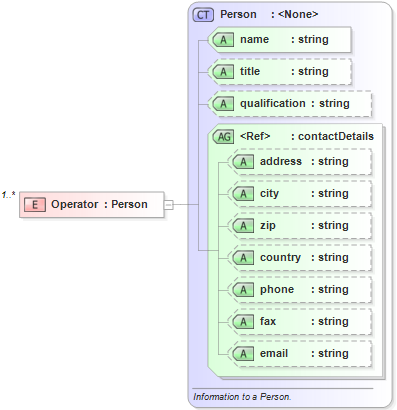 CT Person : <None>
A name : string
A title : string
A qualification : string
AG <Ref> : contactDetails
A address : string
A city : string
1..* E Operator : Person
A zip : string
A country : string
A phone : string
A fax : string
A email : string
Information to a Person.